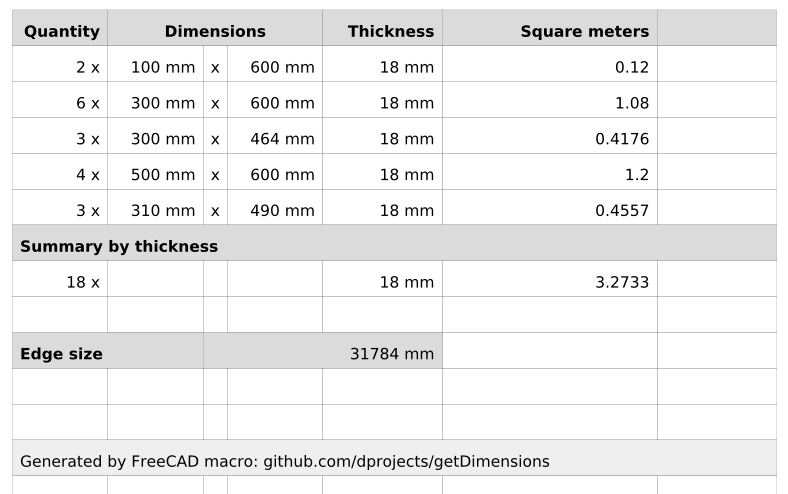 Quantity Dimensions Thickness Square meters
2 x 100 mm x 600 mm 18 mm 0.12
6 x 300 mm x 600 mm 18 mm 1.08
3 x 300 mm x 464 mm 18 mm 0.4176
4 x 500 mm x 600 mm 18 mm 1.2
3 x 310 mm x 490 mm 18 mm 0.4557
Summary by thickness
18 x 18 mm 3.2733
Edge size 31784 mm
Generated by FreeCAD macro: github.com/dprojects/getDimensions